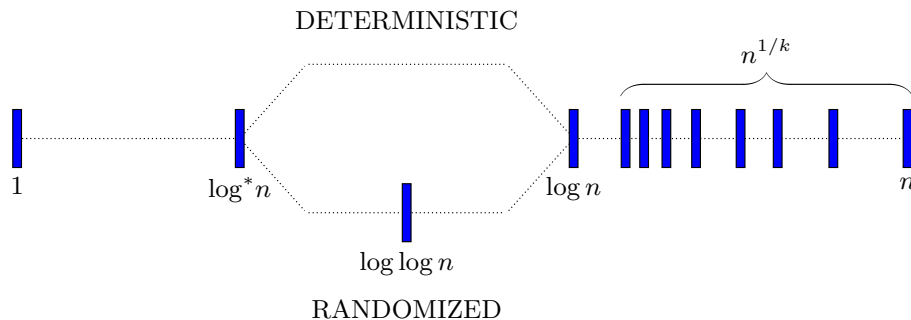 DETERMINISTIC
n^{1/k}
1
log* n
log n
n
log log n
RANDOMIZED